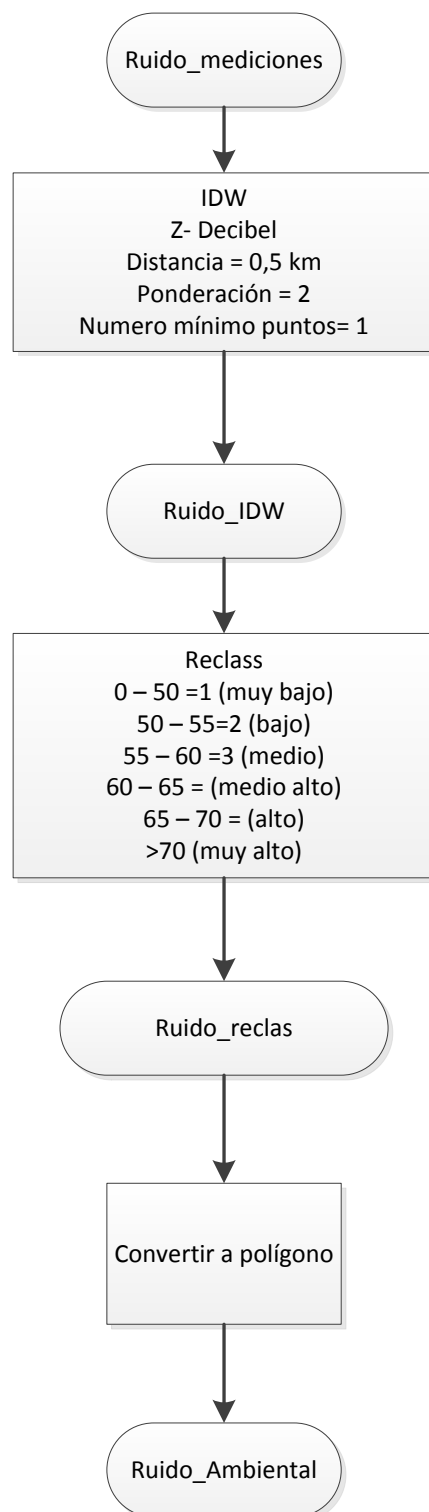 Ruido_mediciones
IDW
Z- Decibel
Distancia = 0,5 km
Ponderación = 2
Numero mínimo puntos= 1
Ruido_IDW
Reclass
0 – 50 =1 (muy bajo)
50 – 55=2 (bajo)
55 – 60 =3 (medio)
60 – 65 = (medio alto)
65 – 70 = (alto)
>70 (muy alto)
Ruido_reclas
Convertir a polígono
Ruido_Ambiental